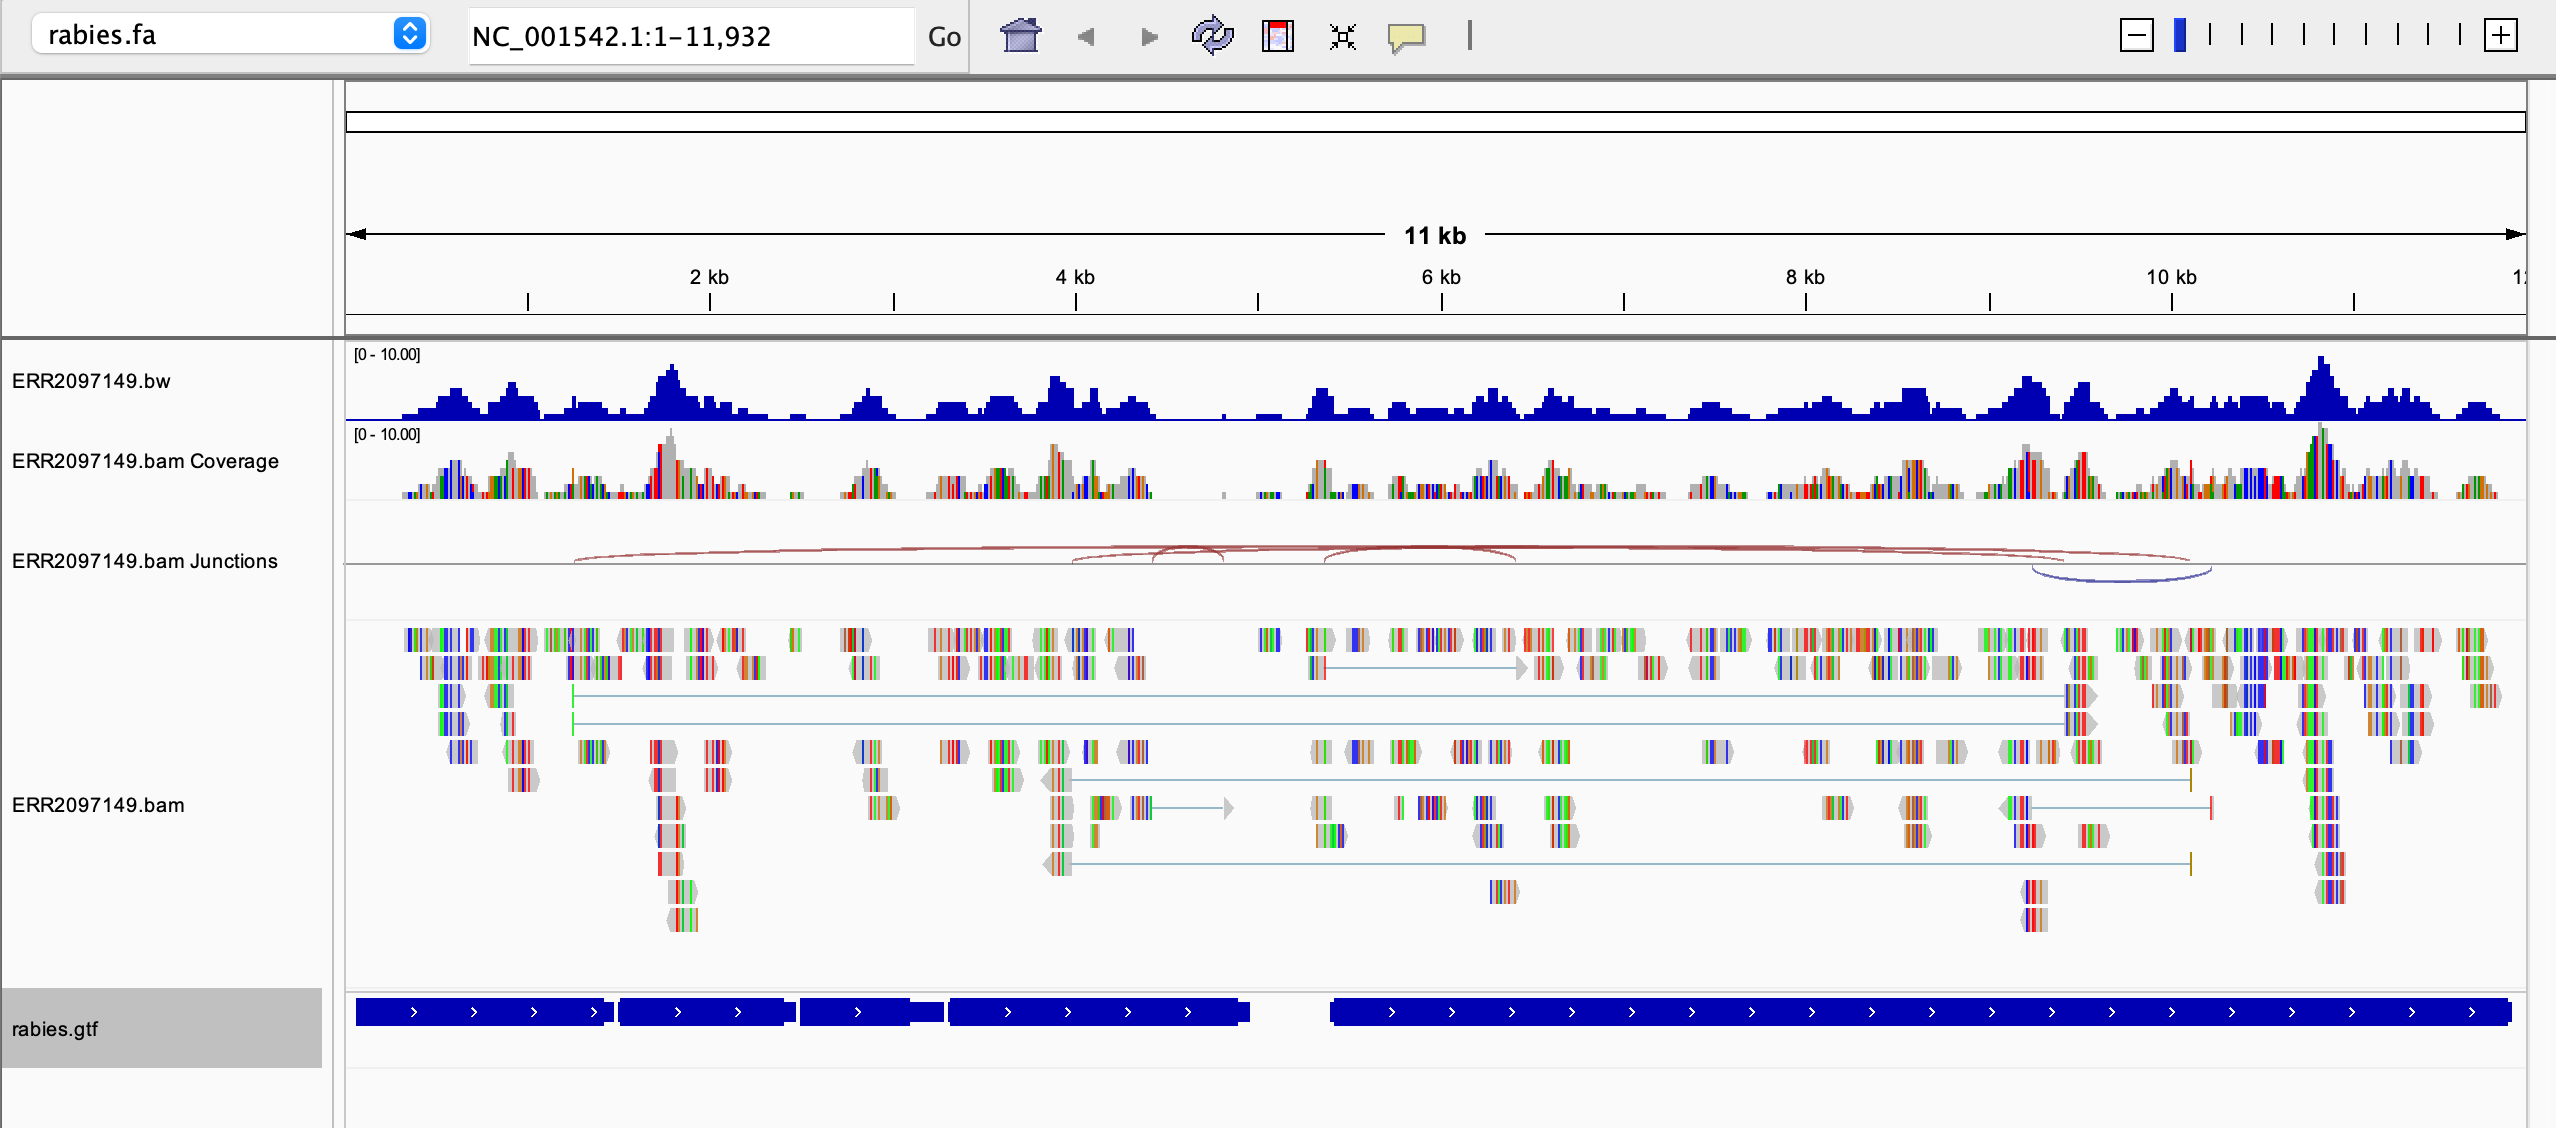 rabies.fa
NC_001542.1:1-11,932
Go
11 kb
2 kb
4 kb
6 kb
8 kb
10 kb
ERR2097149.bw
[0 - 10.00]
ERR2097149.bam Coverage
[0 - 10.00]
ERR2097149.bam Junctions
ERR2097149.bam
rabies.gtf